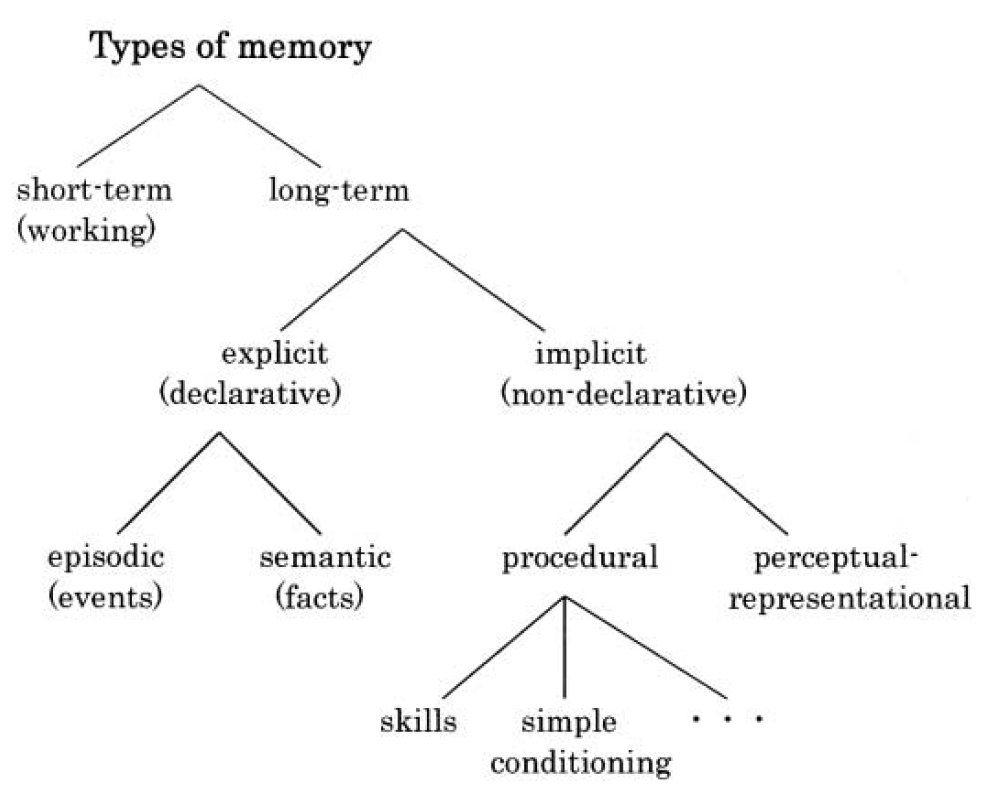 Types of memory
short-term
(working)
long-term
explicit
(declarative)
implicit
(non-declarative)
episodic
(events)
semantic
(facts)
procedural
perceptual-
representational
skills
simple
conditioning
· · ·